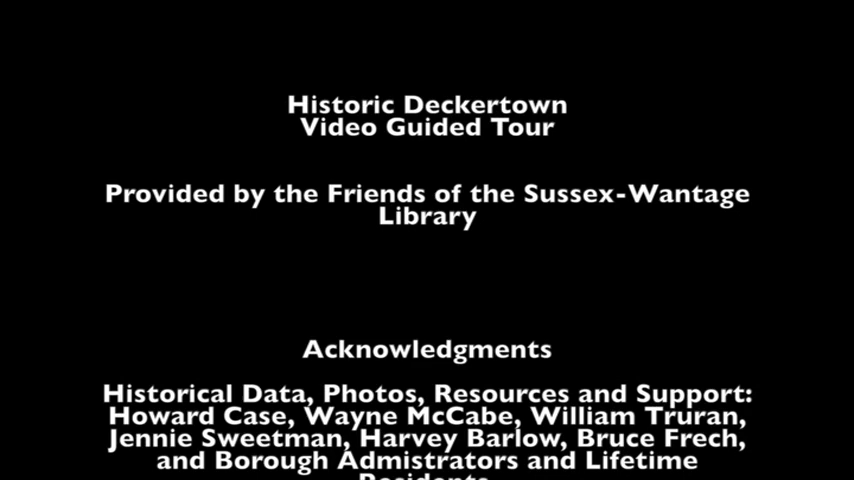 Historic Deckertown
Video Guided Tour
Provided by the Friends of the Sussex-Wantage
Library
Acknowledgments
Historical Data, Photos, Resources and Support:
Howard Case, Wayne McCabe, William Truran,
Jennie Sweetman, Harvey Barlow, Bruce Frech,
and Borough Admistrators and Lifetime
Residents